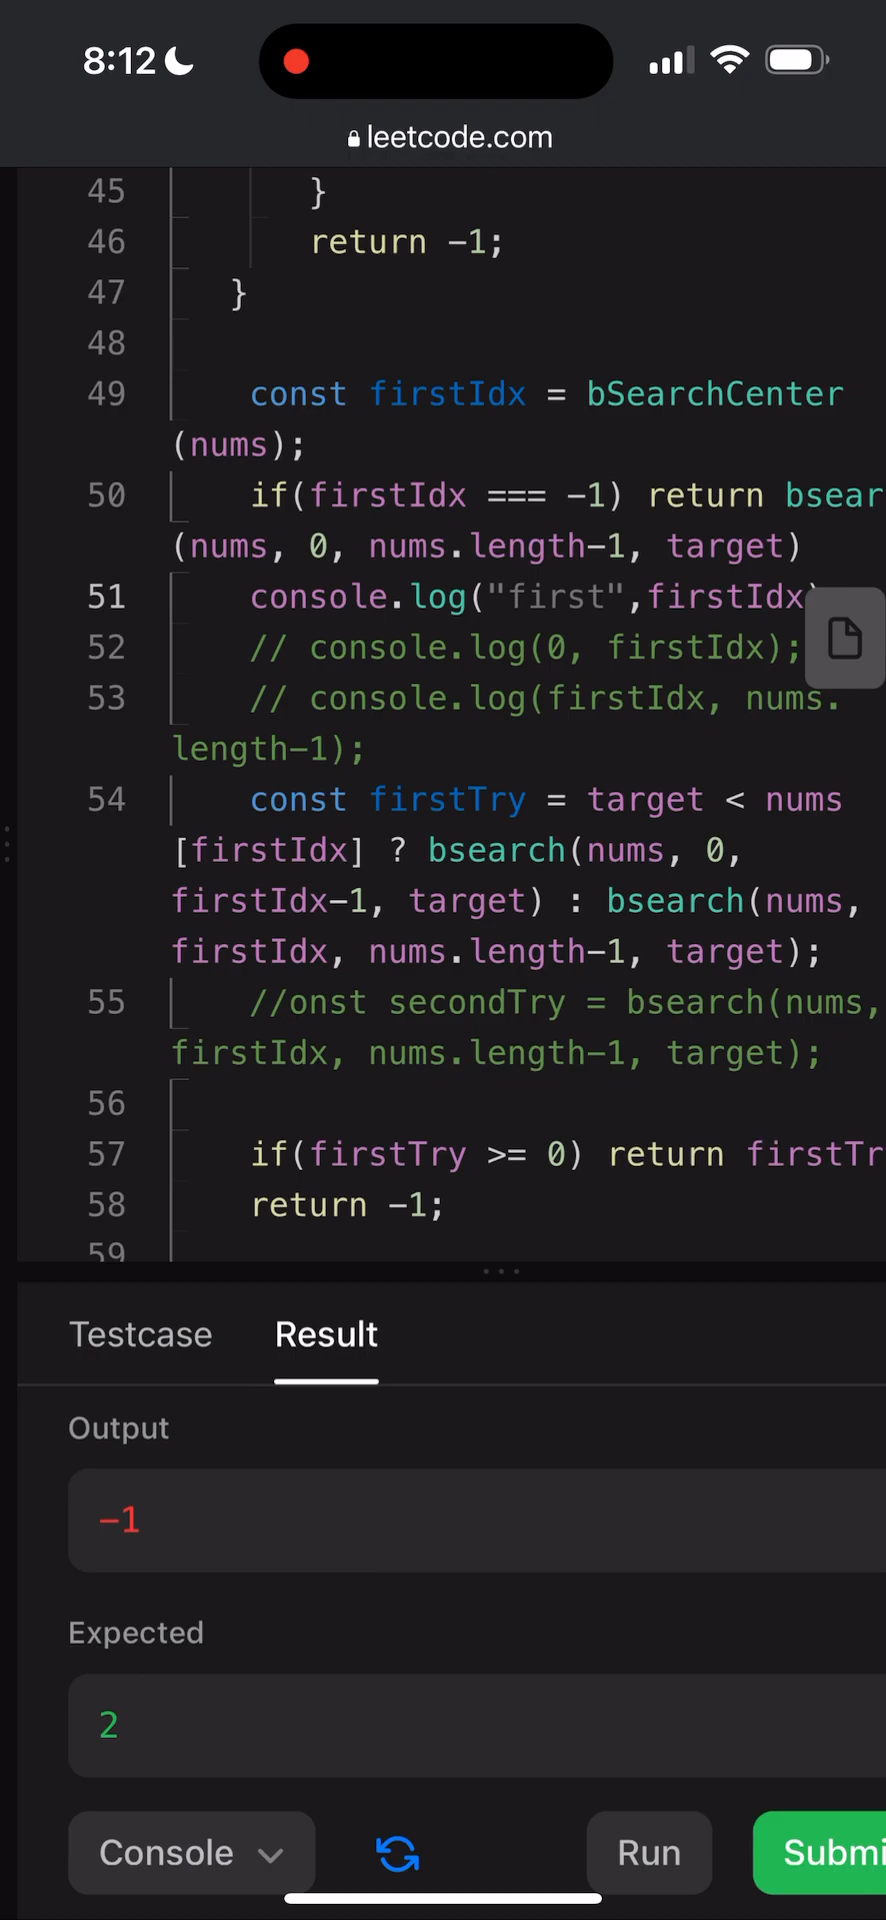 8:12
leetcode.com
45 }
46 return -1;
47 }
48
49 const firstIdx = bSearchCenter
(nums);
50 if(firstIdx === -1) return bsear
(nums, 0, nums.length-1, target)
51 console.log("first",firstIdx)
52 // console.log(0, firstIdx);
53 // console.log(firstIdx, nums.
length-1);
54 const firstTry = target < nums
[firstIdx] ? bsearch(nums, 0,
firstIdx-1, target) : bsearch(nums,
firstIdx, nums.length-1, target);
55 //onst secondTry = bsearch(nums,
firstIdx, nums.length-1, target);
56
57 if(firstTry >= 0) return firstTr
58 return -1;
59
Testcase Result
Output
-1
Expected
2
Console Run Submi